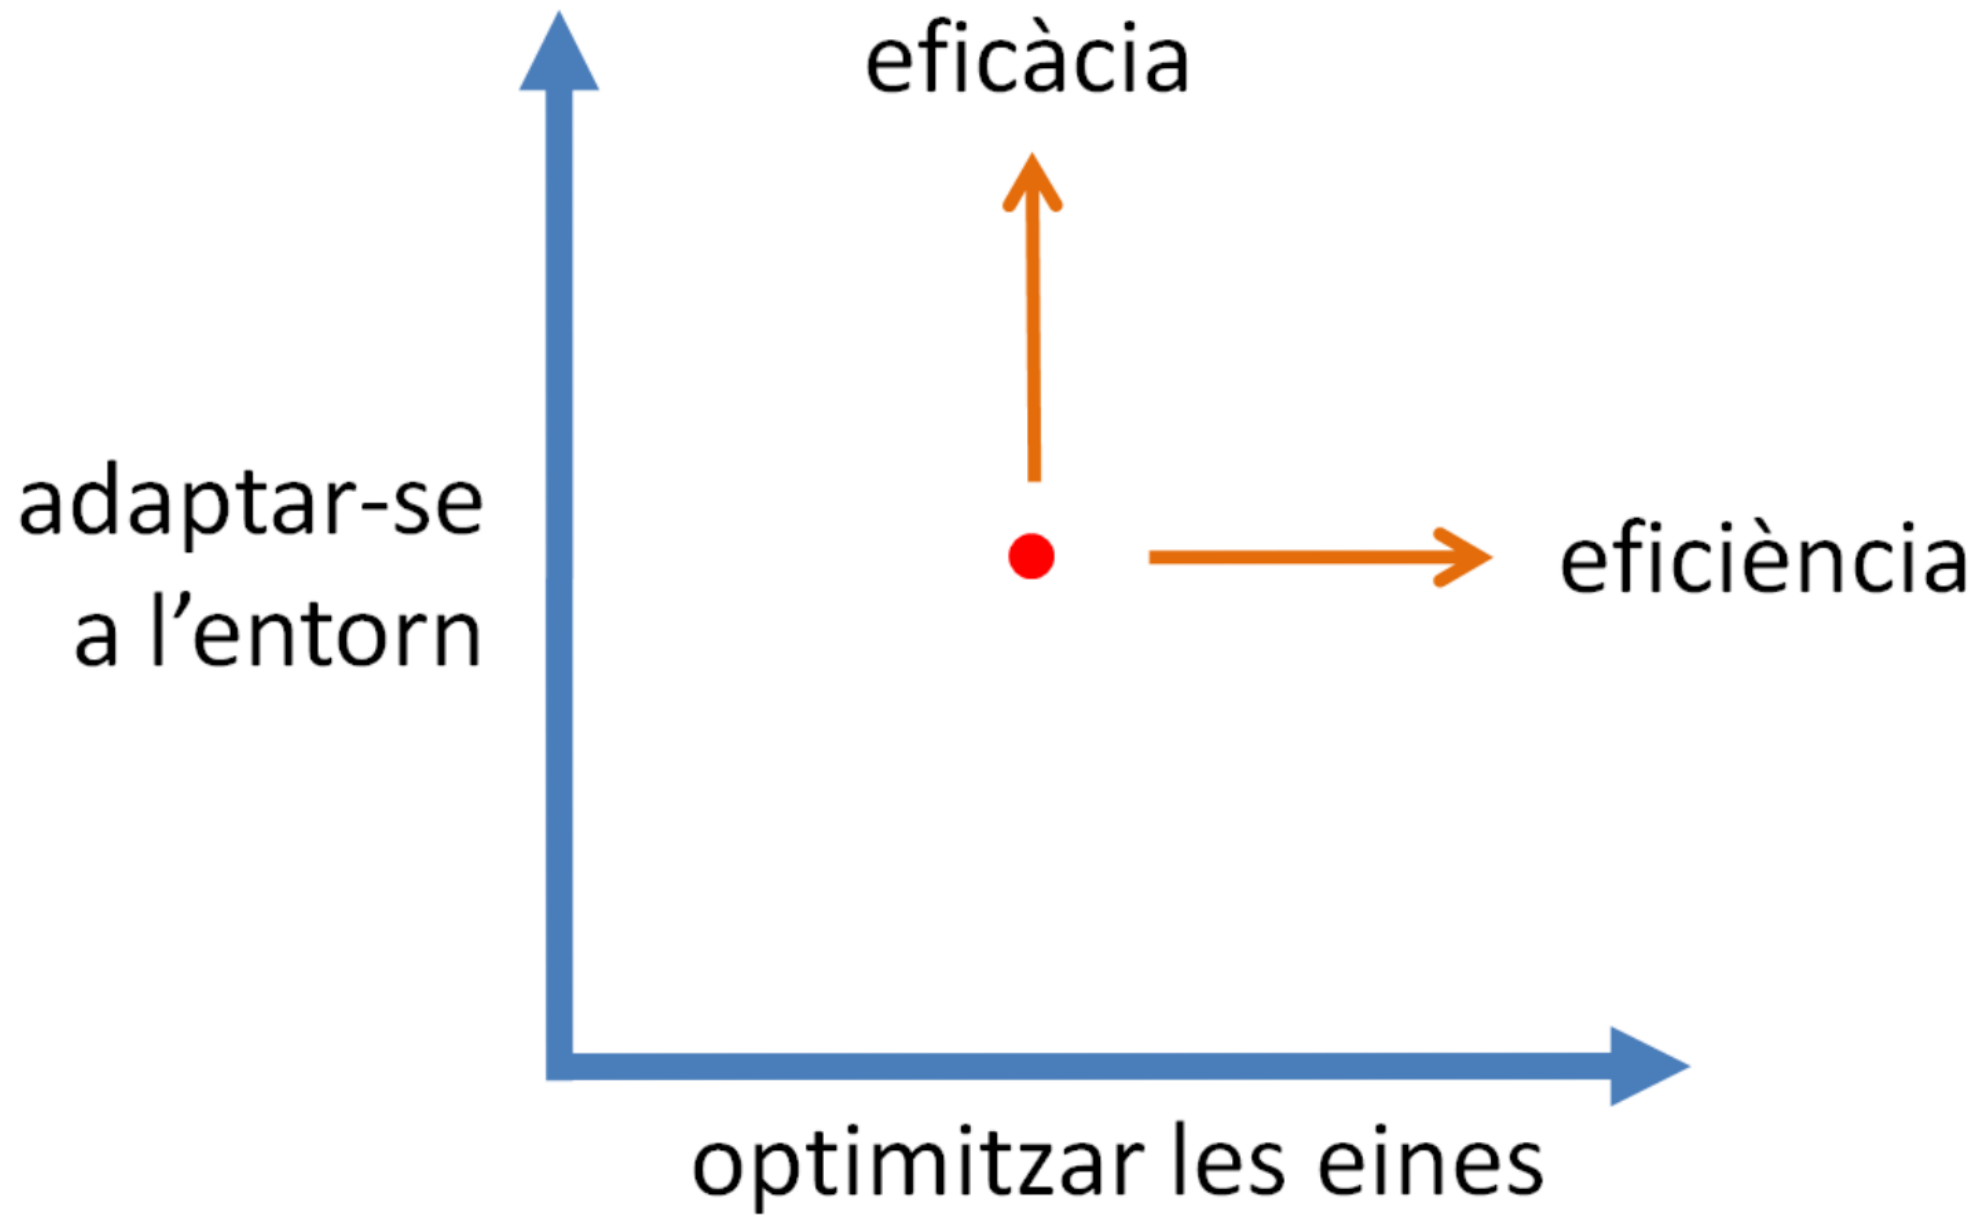 eficàcia
adaptar-se
a l’entorn
eficiència
optimitzar les eines